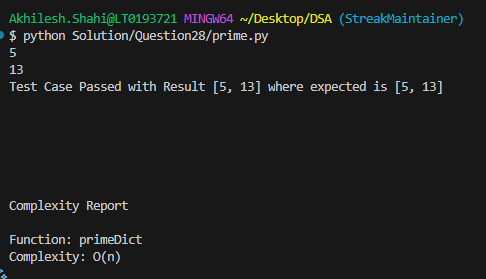 Akhilesh.Shahi@LT0193721 MINGW64 ~/Desktop/DSA (StreakMaintainer)
$ python Solution/Question28/prime.py
5
13
Test Case Passed with Result [5, 13] where expected is [5, 13]
Complexity Report
Function: primeDict
Complexity: O(n)